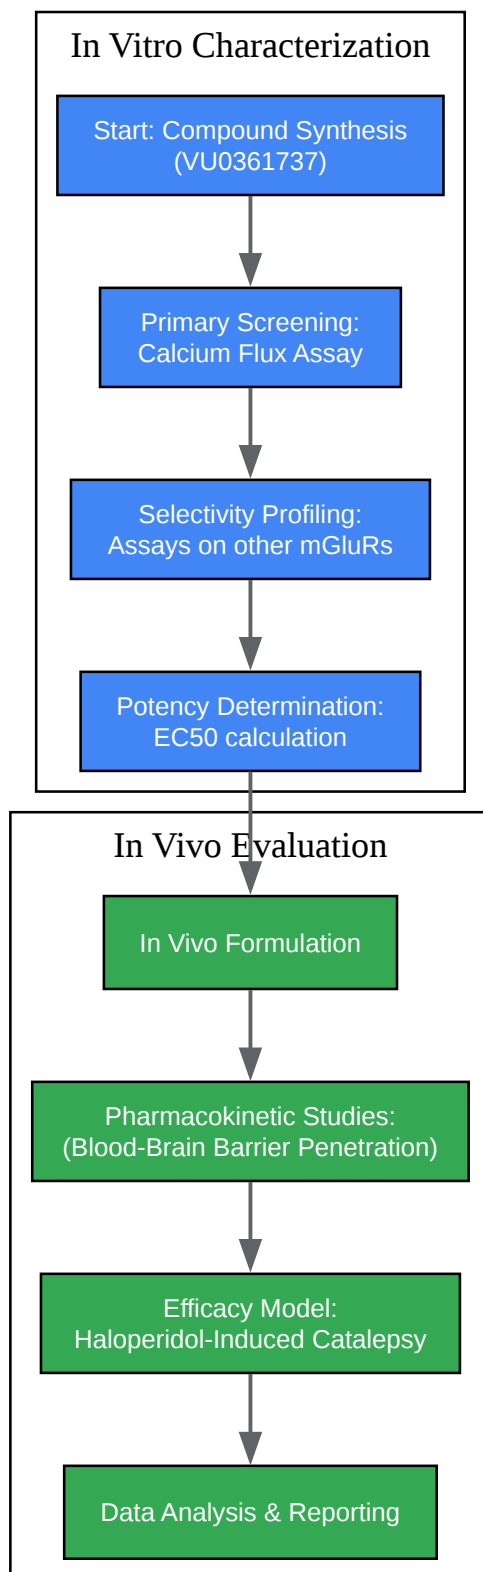 In Vitro Characterization
Start: Compound Synthesis
(VU0361737)
Primary Screening:
Calcium Flux Assay
Selectivity Profiling:
Assays on other mGluRs
Potency Determination:
EC50 calculation
In Vivo Evaluation
In Vivo Formulation
Pharmacokinetic Studies:
(Blood-Brain Barrier Penetration)
Efficacy Model:
Haloperidol-Induced Catalepsy
Data Analysis & Reporting